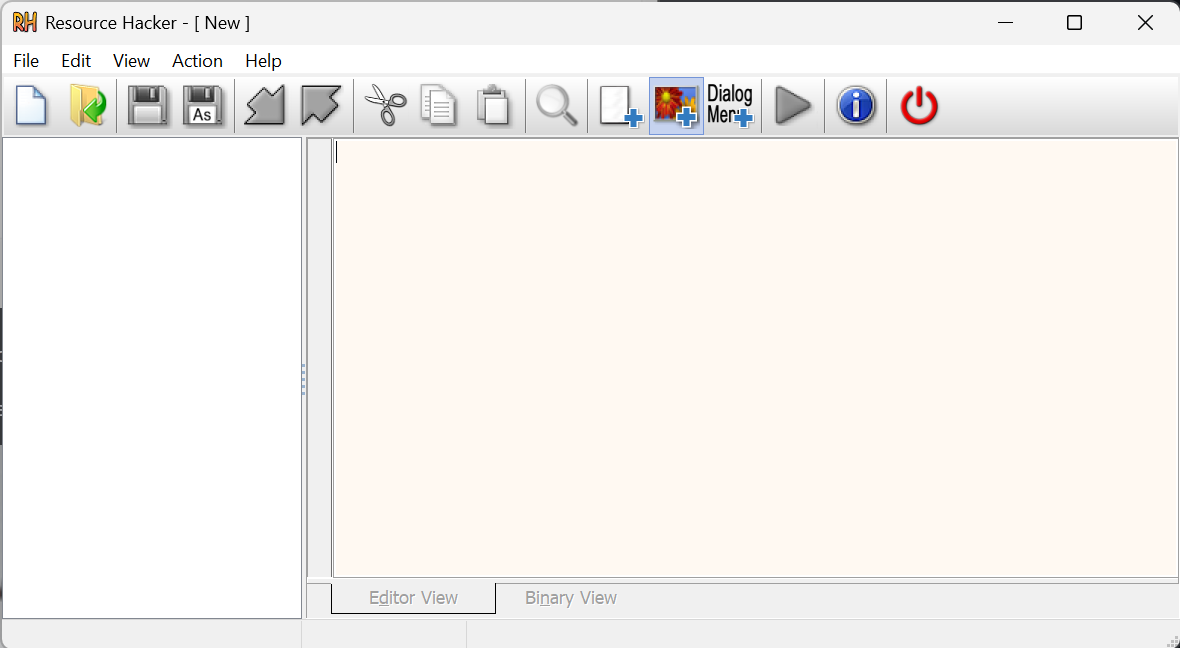 RH Resource Hacker - [ New ]
File Edit View Action Help
As
Dialog
Menu
Editor View
Binary View